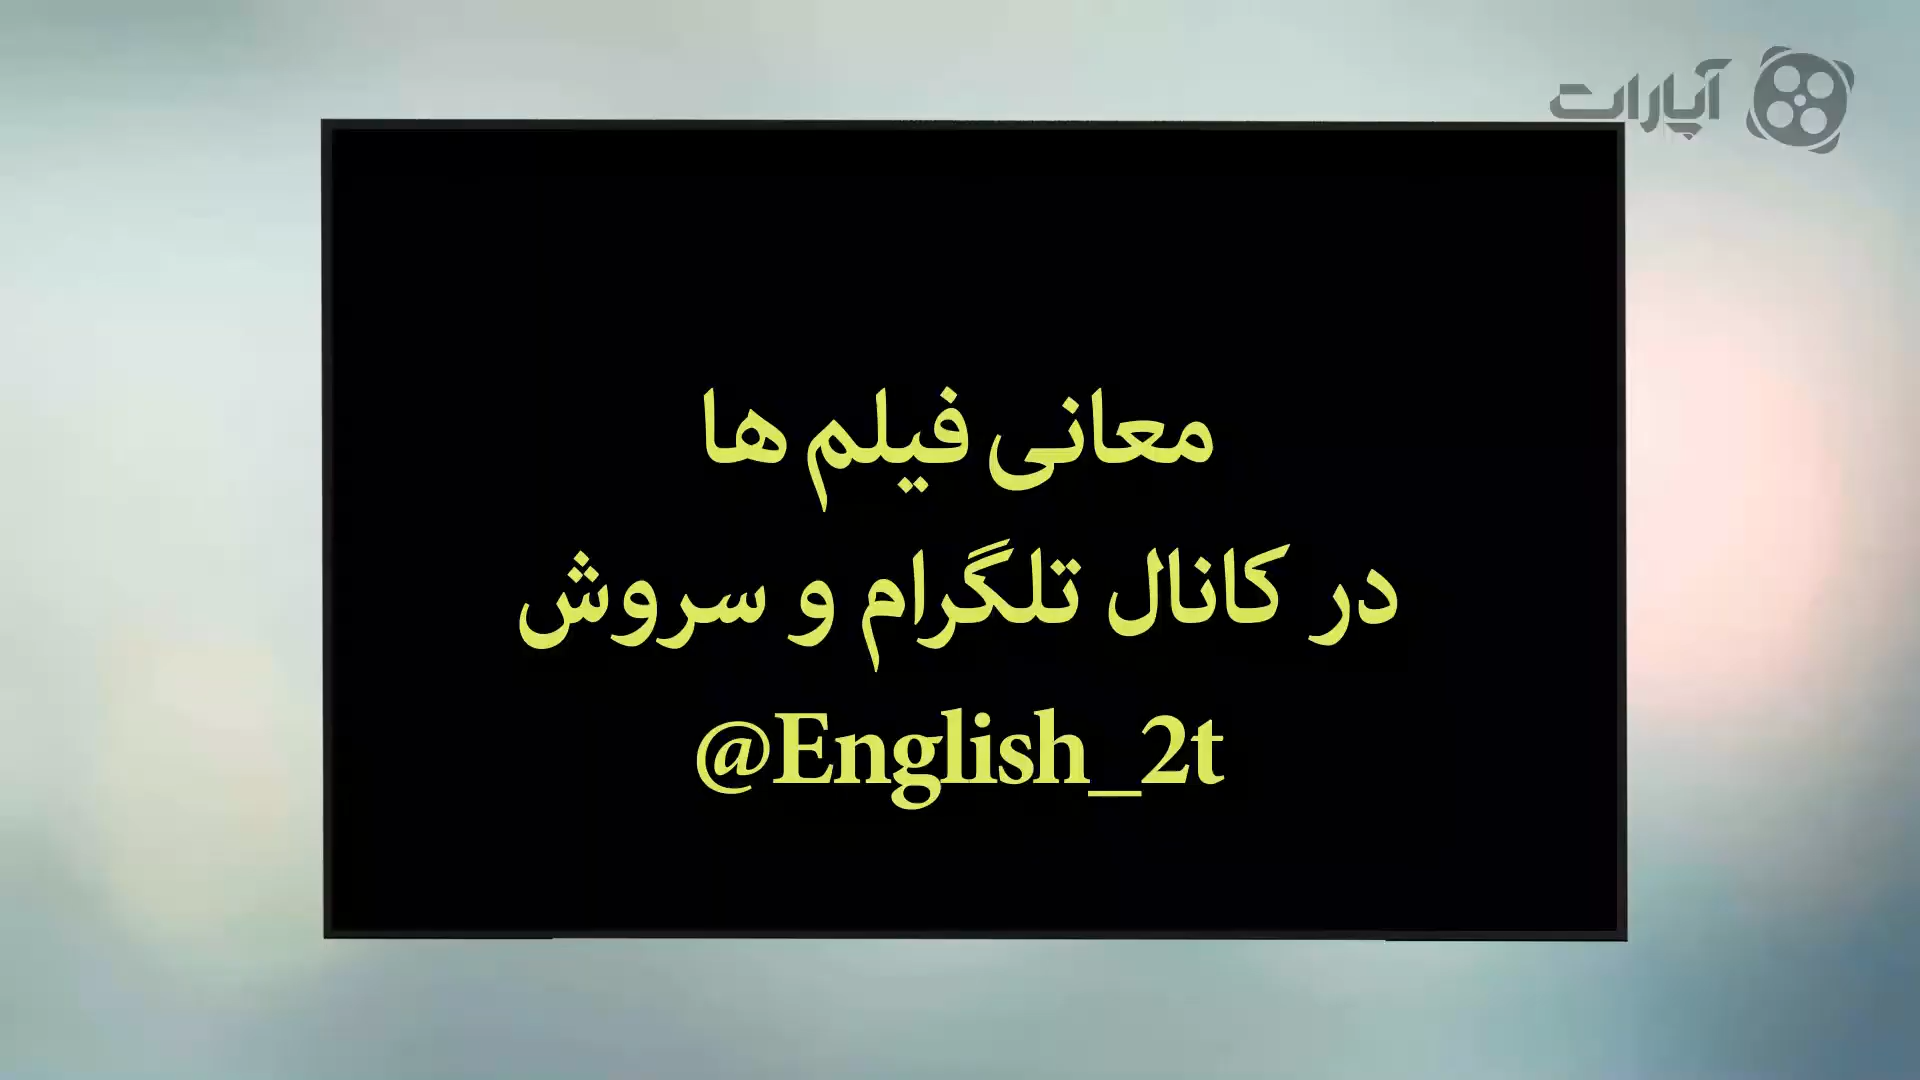 آپارات
معانی فیلم ها
در کانال تلگرام و سروش
@English_2t